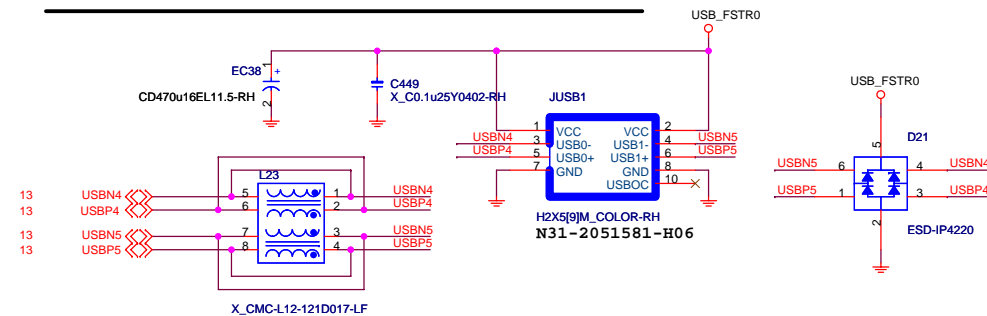 USB_FSTR0
EC38
1
+
2
CD470u16EL11.5-RH
C449
X_C0.1u25Y0402-RH
JUSB1
1 VCC VCC 2
USBN4 3 USB0- USB1- 4 USBN5
USBP4 5 USB0+ USB1+ 6 USBP5
7 GND GND 8
USBOC 10
H2X5[9]M_COLOR-RH
N31-2051581-H06
USB_FSTR0
D21
5
USBN5 6 4 USBN4
USBP5 1 3 USBP4
2
ESD-IP4220
L23
13 USBN4 5 1 USBN4
13 USBP4 6 2 USBP4
13 USBN5 7 3 USBN5
13 USBP5 8 4 USBP5
X_CMC-L12-121D017-LF